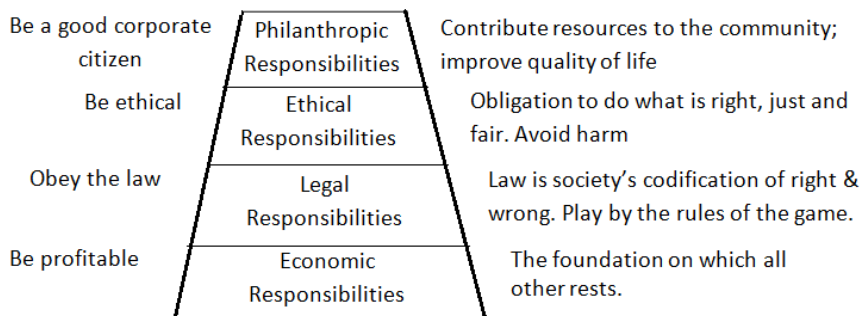 Be a good corporate
citizen
Philanthropic
Responsibilities
Contribute resources to the community;
improve quality of life
Be ethical
Ethical
Responsibilities
Obligation to do what is right, just and
fair. Avoid harm
Obey the law
Legal
Responsibilities
Law is society’s codification of right &
wrong. Play by the rules of the game.
Be profitable
Economic
Responsibilities
The foundation on which all
other rests.